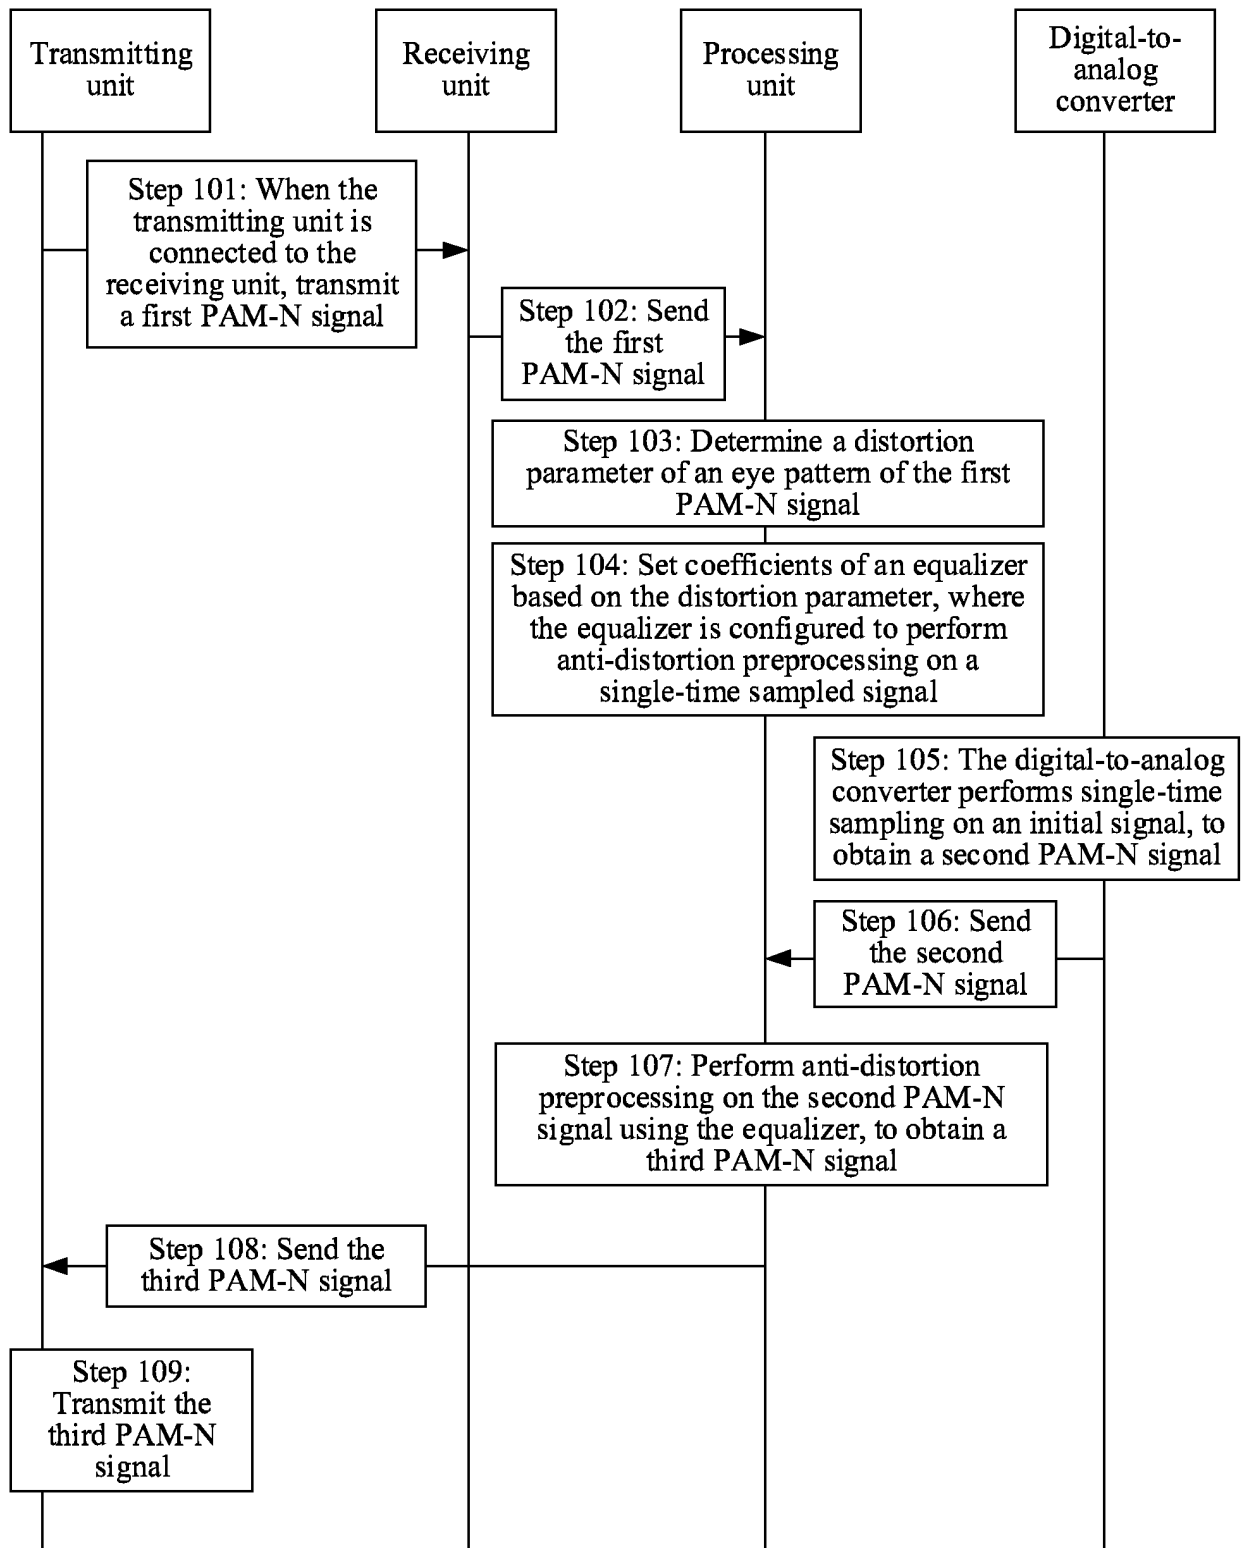 Transmitting
unit
Receiving
unit
Processing
unit
Digital-to-
analog
converter
Step 101: When the
transmitting unit is
connected to the
receiving unit, transmit
a first PAM-N signal
Step 102: Send
the first
PAM-N signal
Step 103: Determine a distortion
parameter of an eye pattern of the first
PAM-N signal
Step 104: Set coefficients of an equalizer
based on the distortion parameter, where
the equalizer is configured to perform
anti-distortion preprocessing on a
single-time sampled signal
Step 105: The digital-to-analog
converter performs single-time
sampling on an initial signal, to
obtain a second PAM-N signal
Step 106: Send
the second
PAM-N signal
Step 107: Perform anti-distortion
preprocessing on the second PAM-N
signal using the equalizer, to obtain a
third PAM-N signal
Step 108: Send the
third PAM-N signal
Step 109:
Transmit the
third PAM-N
signal